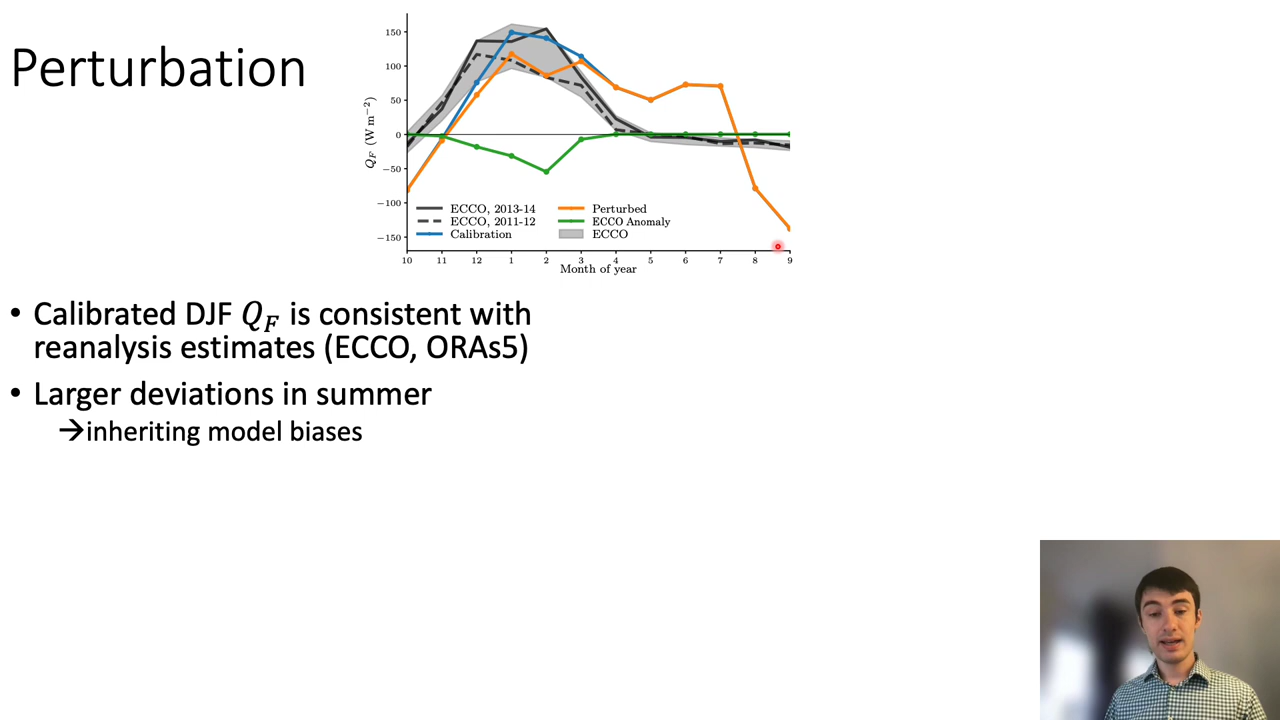 Perturbation
150
100
50
0
−50
−100
−150
Q_F (W m⁻²)
ECCO, 2013-14
ECCO, 2011-12
Calibration
Perturbed
ECCO Anomaly
ECCO
10 11 12 1 2 3 4 5 6 7 8 9
Month of year
• Calibrated DJF Q_F is consistent with
reanalysis estimates (ECCO, ORAs5)
• Larger deviations in summer
→inheriting model biases